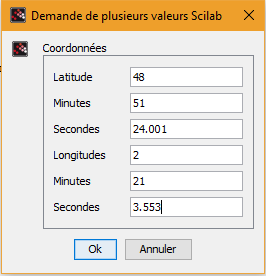 Demande de plusieurs valeurs Scilab
Coordonnées
Latitude 48
Minutes 51
Secondes 24.001
Longitudes 2
Minutes 21
Secondes 3.553
Ok Annuler